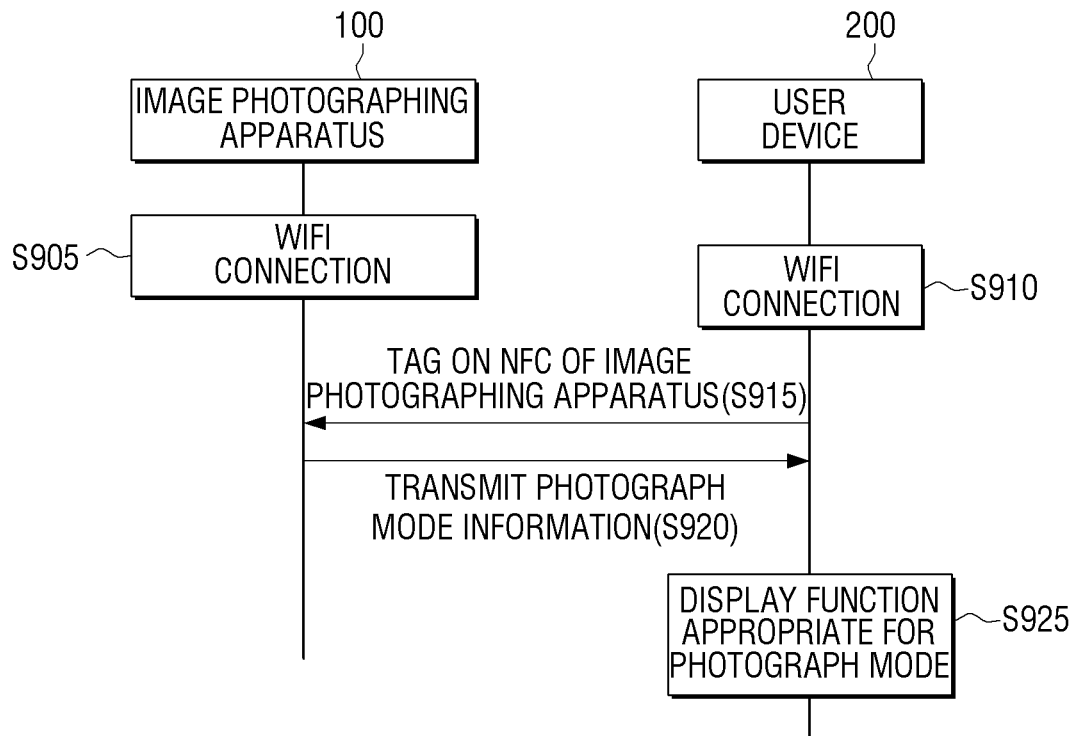 100
200
IMAGE PHOTOGRAPHING
APPARATUS
USER
DEVICE
S905
WIFI
CONNECTION
WIFI
CONNECTION
S910
TAG ON NFC OF IMAGE
PHOTOGRAPHING APPARATUS(S915)
TRANSMIT PHOTOGRAPH
MODE INFORMATION(S920)
DISPLAY FUNCTION
APPROPRIATE FOR
PHOTOGRAPH MODE
S925